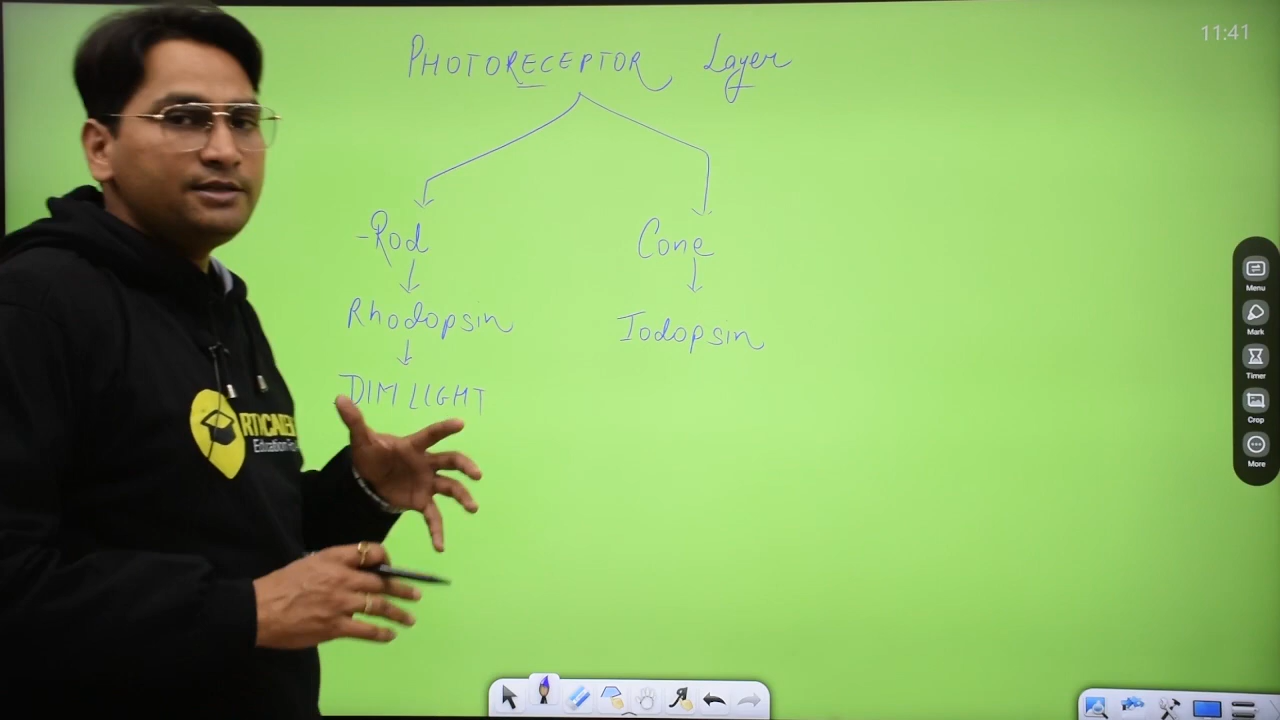 11:41
PHOTORECEPTOR Layer
-Rod
Cone
Rhodopsin
Iodopsin
DIM LIGHT
Menu
Mark
Timer
Crop
More